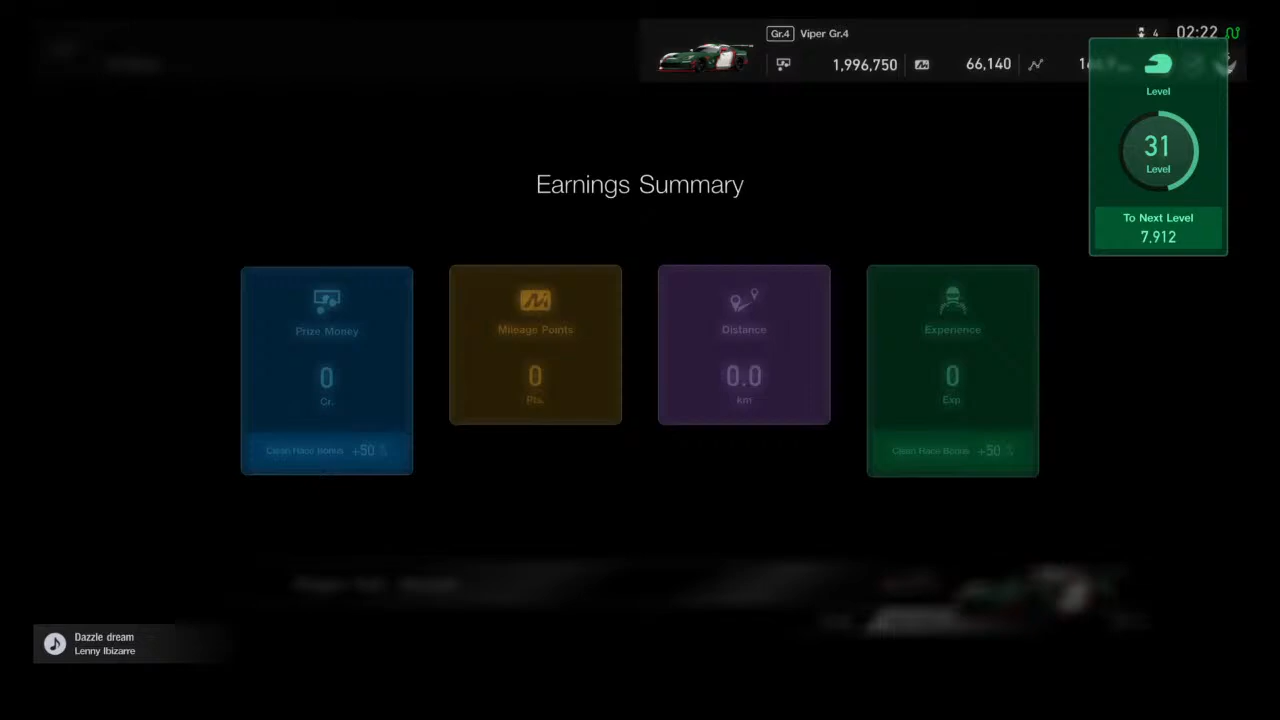 Gr.4 Viper Gr.4
4 02:22
1,996,750 66,140
Level
31
Level
To Next Level
7,912
Earnings Summary
Prize Money
0
Cr.
Clean Race Bonus +50 %
Mileage Points
0
Pts.
Distance
0.0
km
Experience
0
Exp.
Clean Race Bonus +50 %
Dazzle dream
Lenny Ibizarre